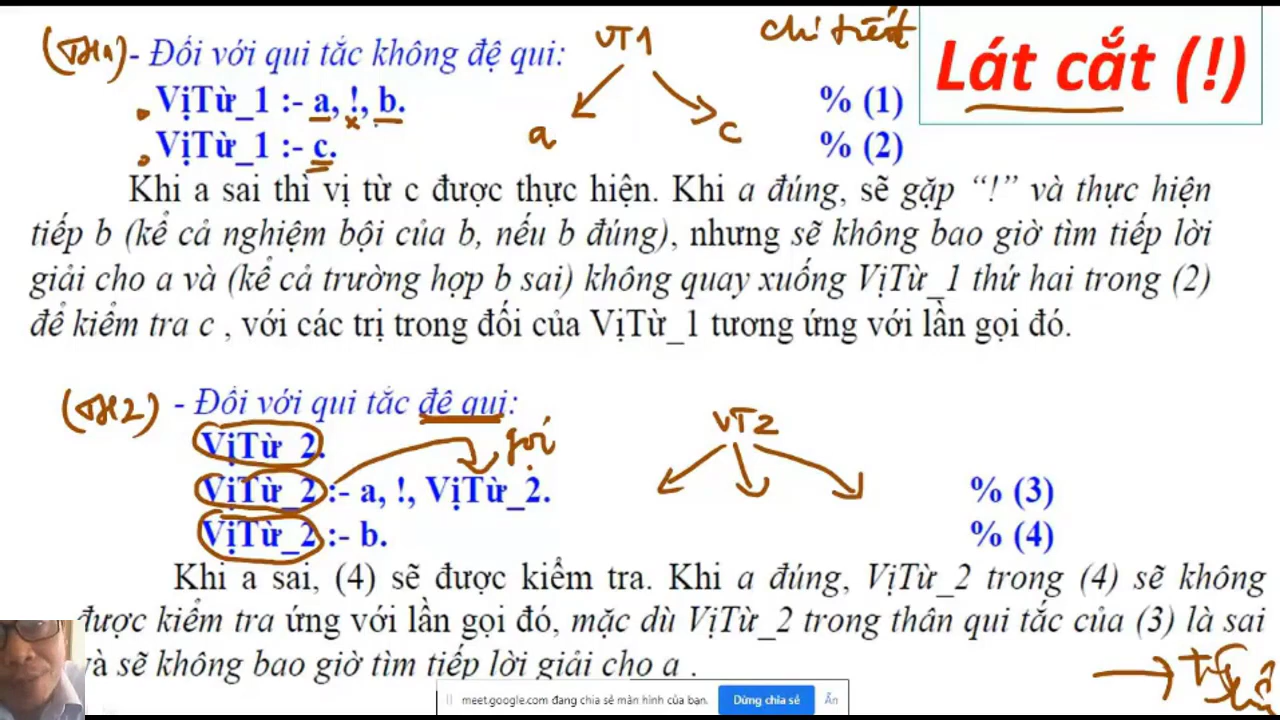 (TH1) - Đối với qui tắc không đệ qui:
VT1
chi tiết
Lát cắt (!)
VịTừ_1 :- a, !, b. % (1)
a c
VịTừ_1 :- c. % (2)
Khi a sai thì vị từ c được thực hiện. Khi a đúng, sẽ gặp “!” và thực hiện
tiếp b (kể cả nghiệm bội của b, nếu b đúng), nhưng sẽ không bao giờ tìm tiếp lời
giải cho a và (kể cả trường hợp b sai) không quay xuống VịTừ_1 thứ hai trong (2)
để kiểm tra c , với các trị trong đối của VịTừ_1 tương ứng với lần gọi đó.
(TH2) - Đối với qui tắc đê qui:
VT2
VịTừ_2.
gọi
VịTừ_2 :- a, !, VịTừ_2. % (3)
VịTừ_2 :- b. % (4)
Khi a sai, (4) sẽ được kiểm tra. Khi a đúng, VịTừ_2 trong (4) sẽ không
được kiểm tra ứng với lần gọi đó, mặc dù VịTừ_2 trong thân qui tắc của (3) là sai
và sẽ không bao giờ tìm tiếp lời giải cho a .
meet.google.com đang chia sẻ màn hình của bạn. Dừng chia sẻ Ẩn